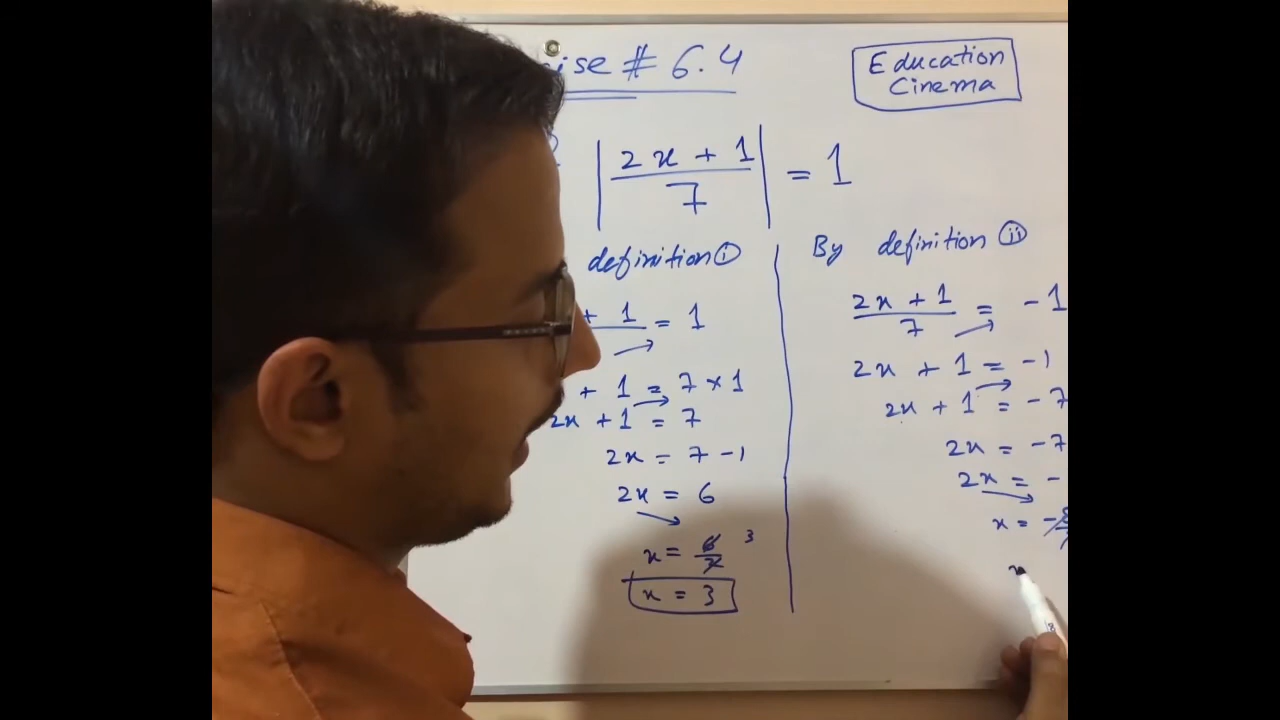 ise # 6.4
Education
Cinema
|2x + 1 / 7| = 1
definition (i)
+ 1 = 1
+ 1 = 7 × 1
2x + 1 = 7
2x = 7 - 1
2x = 6
x = 6/2 3
x = 3
By definition (ii)
2x + 1 / 7 = -1
2x + 1 = -1
2x + 1 = -7
2x = -7
2x = -
x = -8
x